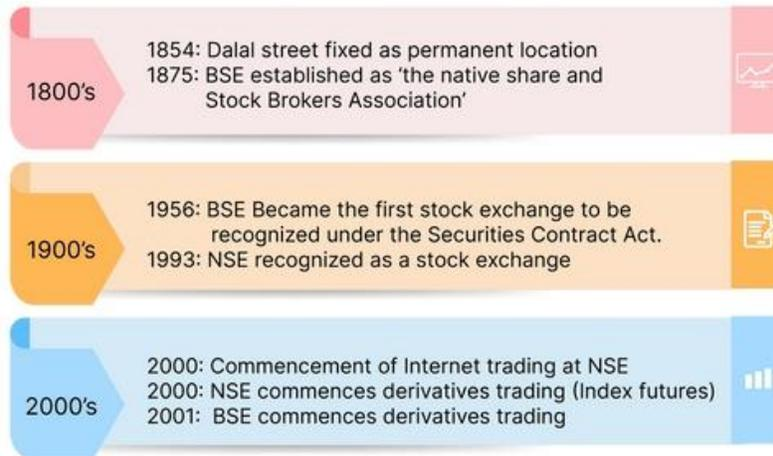 1800's
1854: Dalal street fixed as permanent location
1875: BSE established as ‘the native share and
Stock Brokers Association’
1900's
1956: BSE Became the first stock exchange to be
recognized under the Securities Contract Act.
1993: NSE recognized as a stock exchange
2000's
2000: Commencement of Internet trading at NSE
2000: NSE commences derivatives trading (Index futures)
2001: BSE commences derivatives trading